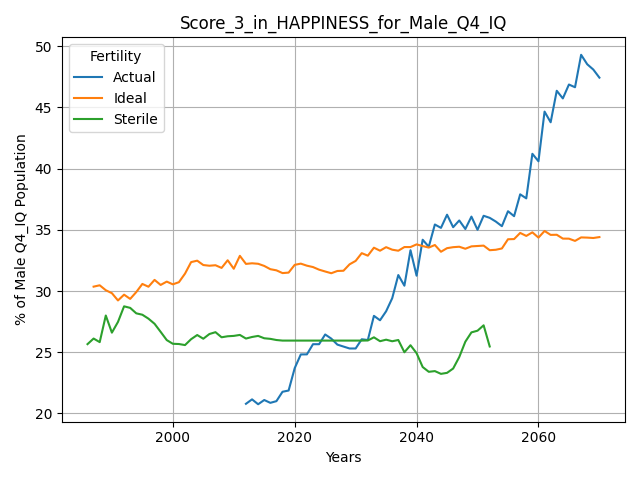 Score_3_in_HAPPINESS_for_Male_Q4_IQ
Fertility
Actual
Ideal
Sterile
% of Male Q4_IQ Population
50
45
40
35
30
25
20
2000
2020
2040
2060
Years